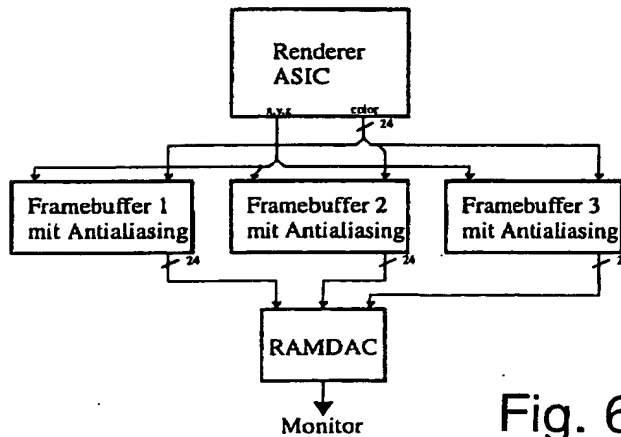 Renderer
ASIC
x,y,z color
24
Framebuffer 1
mit Antialiasing
Framebuffer 2
mit Antialiasing
Framebuffer 3
mit Antialiasing
24
24
RAMDAC
Monitor
Fig. 6